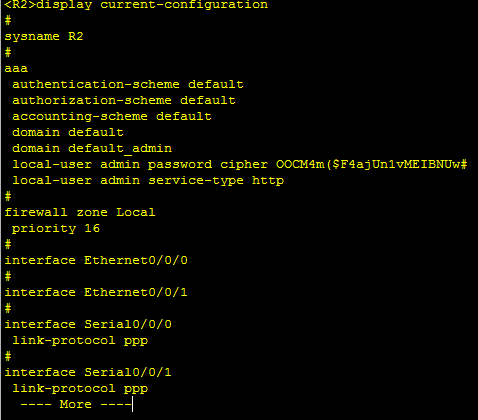 <R2>display current-configuration
#
sysname R2
#
aaa
authentication-scheme default
authorization-scheme default
accounting-scheme default
domain default
domain default_admin
local-user admin password cipher OOCM4m($F4ajUn1vMEIBNUw#
local-user admin service-type http
#
firewall zone Local
priority 16
#
interface Ethernet0/0/0
#
interface Ethernet0/0/1
#
interface Serial0/0/0
link-protocol ppp
#
interface Serial0/0/1
link-protocol ppp
---- More ----